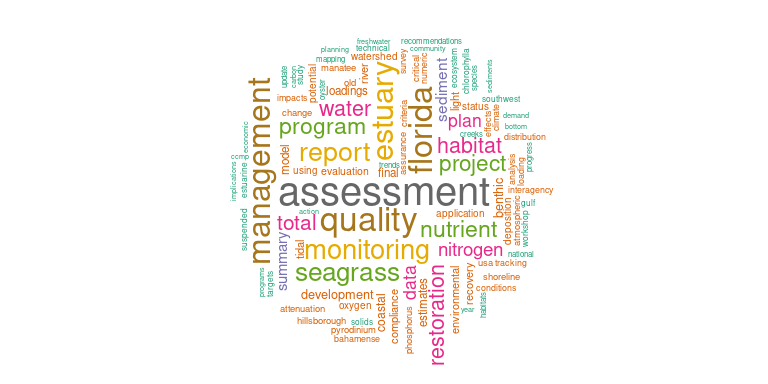 freshwater
recommendations
planning
technical
community
mapping
watershed
survey
update
carbon
study
potential
manatee
river
critical
numeric
ecosystem
chlorophylla
species
sediments
old
oyster
loadings
estuary
florida
sediment
light
southwest
impacts
change
water
criteria
status
effects
climate
demand
management
program
plan
bottom
creeks
distribution
economic
model
report
assurance
habitat
progress
ccmp
estuarine
implications
using
evaluation
trends
final
project
analysis
loading
interagency
assessment
benthic
action
gulf
suspended
total
quality
application
deposition
atmospheric
workshop
nutrient
summary
tidal
monitoring
nitrogen
national
programs
targets
seagrass
data
restoration
usa
tracking
shoreline
conditions
development
estimates
environmental
recovery
habitats
attenuation
oxygen
coastal
compliance
phosphorus
year
hillsborough
solids
pyrodinium
bahamense